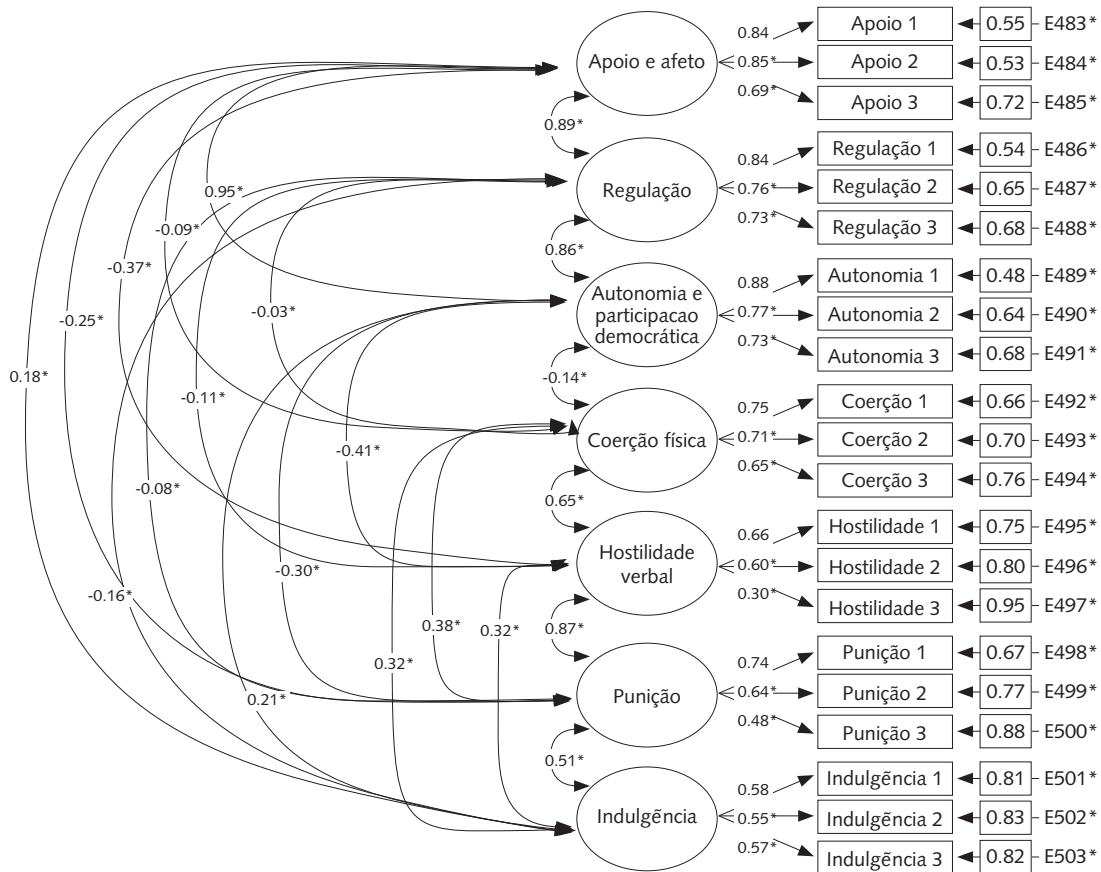 0.84
Apoio 1
0.55
E483*
Apoio e afeto
0.85*
Apoio 2
0.53
E484*
0.69*
Apoio 3
0.72
E485*
0.89*
0.84
Regulação 1
0.54
E486*
Regulação
0.76*
Regulação 2
0.65
E487*
0.73*
Regulação 3
0.68
E488*
0.95*
-0.09*
0.86*
-0.37*
0.88
Autonomia 1
0.48
E489*
Autonomia e
participacao
democrática
0.77*
Autonomia 2
0.64
E490*
0.73*
Autonomia 3
0.68
E491*
-0.03*
-0.25*
0.18*
-0.14*
-0.11*
0.75
Coerção 1
0.66
E492*
Coerção física
0.71*
Coerção 2
0.70
E493*
0.65*
Coerção 3
0.76
E494*
-0.41*
-0.08*
0.65*
0.66
Hostilidade 1
0.75
E495*
Hostilidade
verbal
0.60*
Hostilidade 2
0.80
E496*
0.30*
Hostilidade 3
0.95
E497*
-0.30*
-0.16*
0.38*
0.32*
0.87*
0.32*
0.74
Punição 1
0.67
E498*
Punição
0.64*
Punição 2
0.77
E499*
0.48*
Punição 3
0.88
E500*
0.21*
0.51*
0.58
Indulgência 1
0.81
E501*
Indulgência
0.55*
Indulgência 2
0.83
E502*
0.57*
Indulgência 3
0.82
E503*